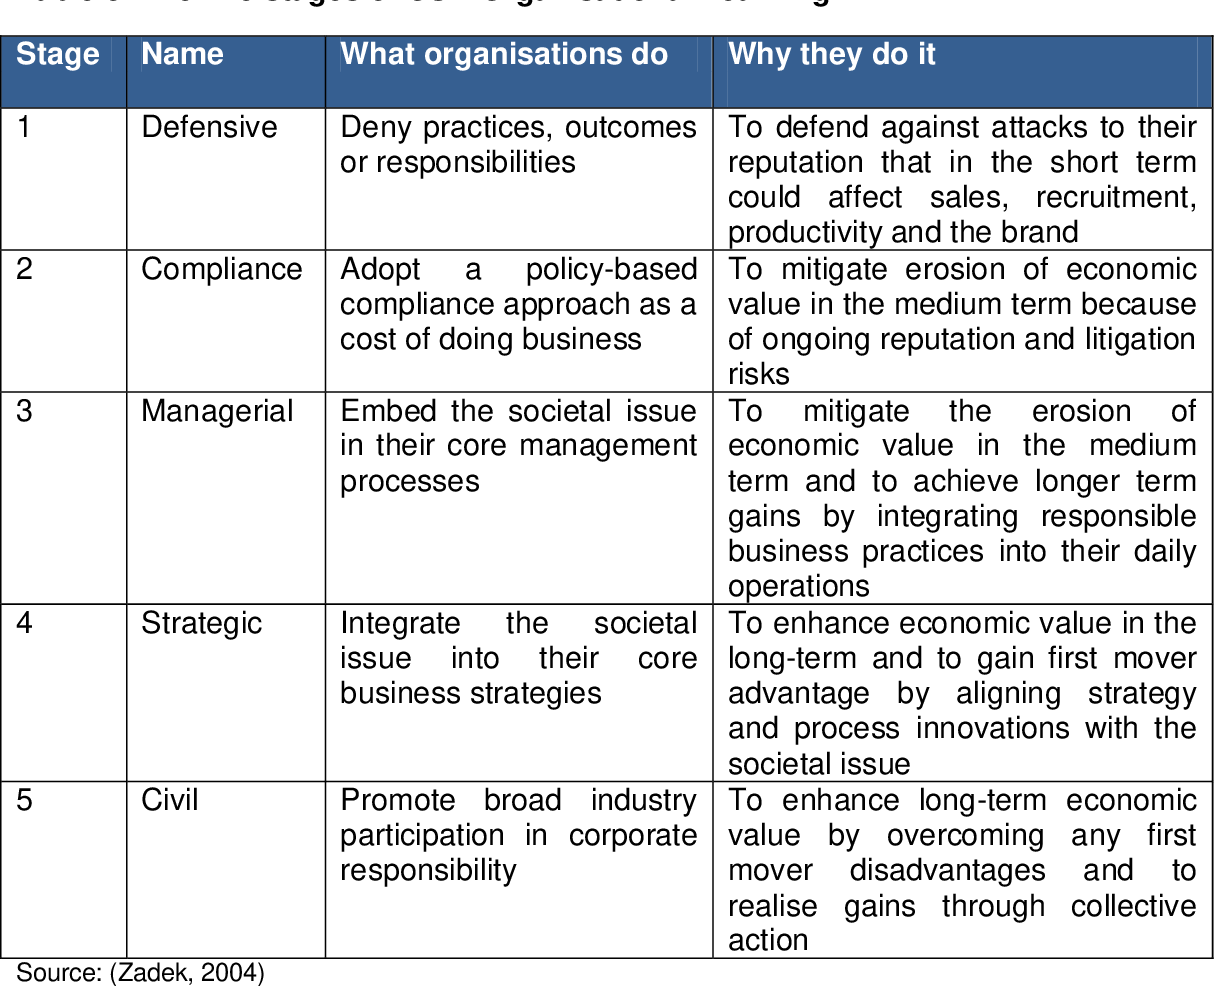 Stage Name What organisations do Why they do it
1 Defensive Deny practices, outcomes To defend against attacks to their
or responsibilities reputation that in the short term
could affect sales, recruitment,
productivity and the brand
2 Compliance Adopt a policy-based To mitigate erosion of economic
compliance approach as a value in the medium term because
cost of doing business of ongoing reputation and litigation
risks
3 Managerial Embed the societal issue To mitigate the erosion of
in their core management economic value in the medium
processes term and to achieve longer term
gains by integrating responsible
business practices into their daily
operations
4 Strategic Integrate the societal To enhance economic value in the
issue into their core long-term and to gain first mover
business strategies advantage by aligning strategy
and process innovations with the
societal issue
5 Civil Promote broad industry To enhance long-term economic
participation in corporate value by overcoming any first
responsibility mover disadvantages and to
realise gains through collective
action
Source: (Zadek, 2004)